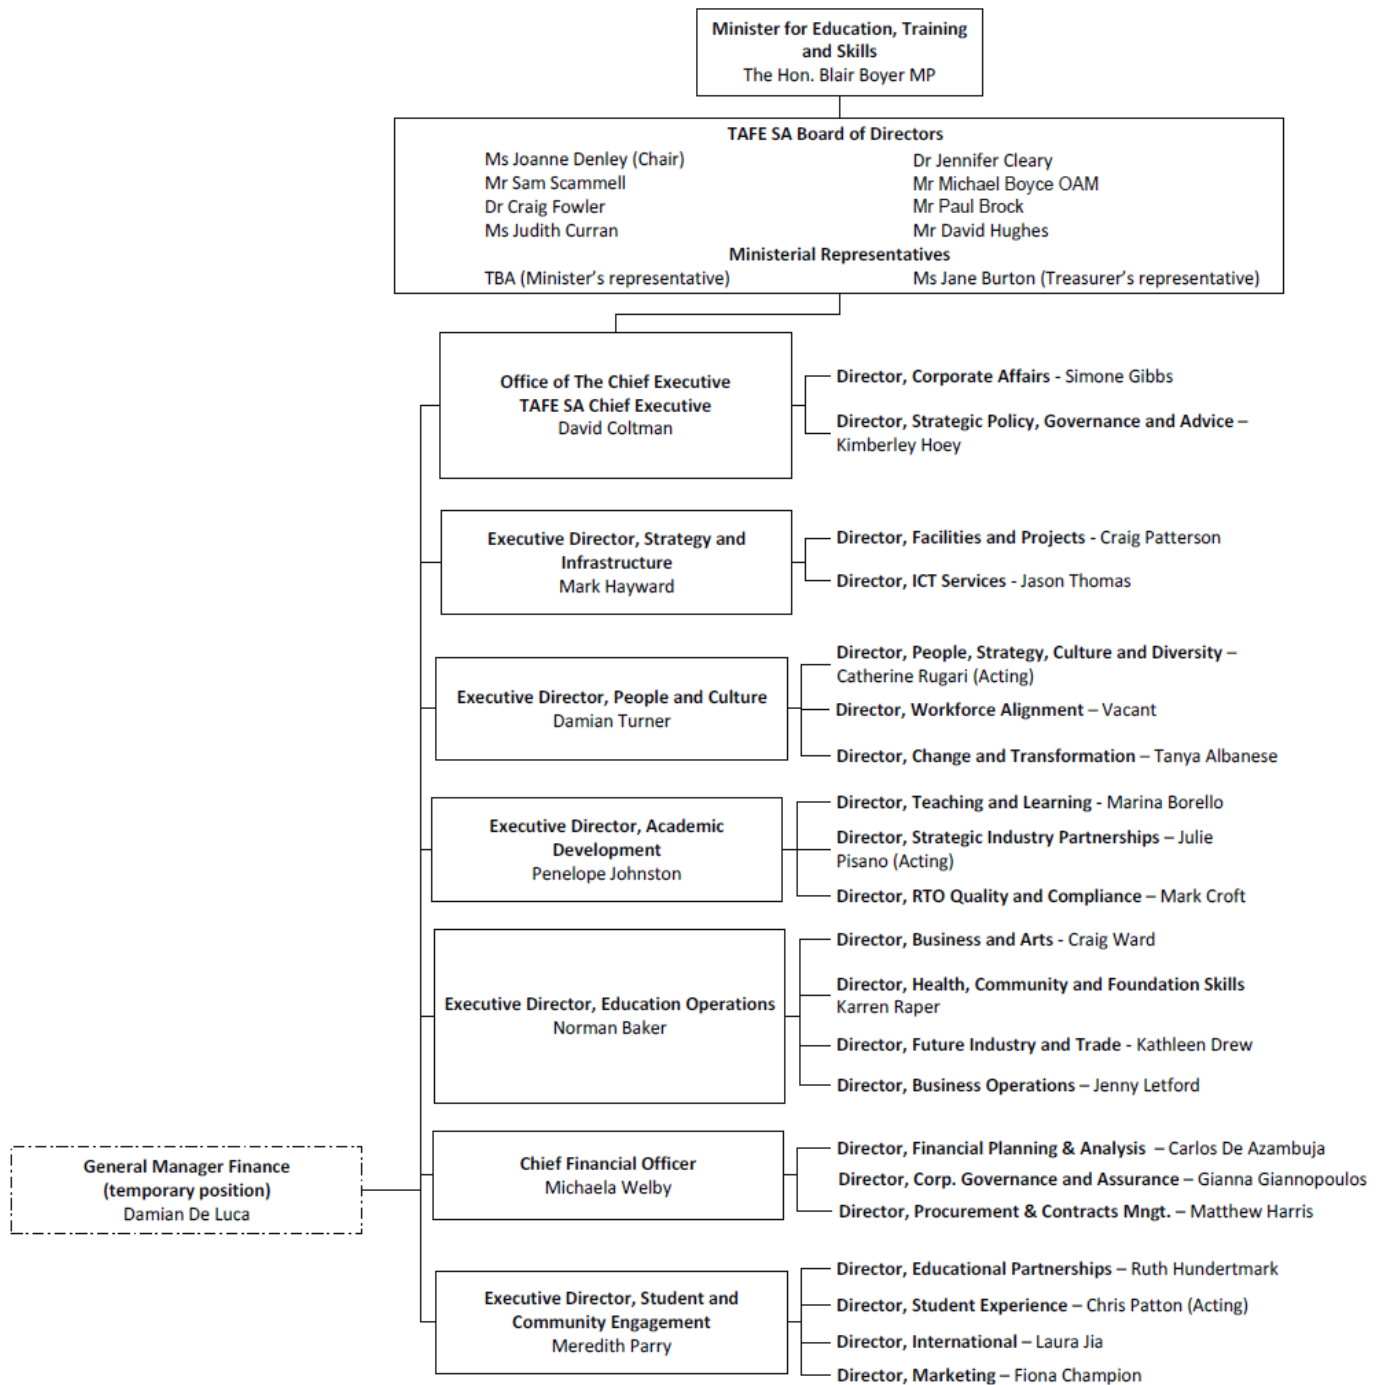 Minister for Education, Training
and Skills
The Hon. Blair Boyer MP
TAFE SA Board of Directors
Ms Joanne Denley (Chair)
Dr Jennifer Cleary
Mr Sam Scammell
Mr Michael Boyce OAM
Dr Craig Fowler
Mr Paul Brock
Ms Judith Curran
Mr David Hughes
Ministerial Representatives
TBA (Minister’s representative)
Ms Jane Burton (Treasurer’s representative)
Office of The Chief Executive
TAFE SA Chief Executive
David Coltman
Director, Corporate Affairs - Simone Gibbs
Director, Strategic Policy, Governance and Advice –
Kimberley Hoey
Executive Director, Strategy and
Infrastructure
Mark Hayward
Director, Facilities and Projects - Craig Patterson
Director, ICT Services - Jason Thomas
Executive Director, People and Culture
Damian Turner
Director, People, Strategy, Culture and Diversity –
Catherine Rugari (Acting)
Director, Workforce Alignment – Vacant
Director, Change and Transformation – Tanya Albanese
Executive Director, Academic
Development
Penelope Johnston
Director, Teaching and Learning - Marina Borello
Director, Strategic Industry Partnerships – Julie
Pisano (Acting)
Director, RTO Quality and Compliance – Mark Croft
Executive Director, Education Operations
Norman Baker
Director, Business and Arts - Craig Ward
Director, Health, Community and Foundation Skills
Karren Raper
Director, Future Industry and Trade - Kathleen Drew
Director, Business Operations – Jenny Letford
General Manager Finance
(temporary position)
Damian De Luca
Chief Financial Officer
Michaela Welby
Director, Financial Planning & Analysis – Carlos De Azambuja
Director, Corp. Governance and Assurance – Gianna Giannopoulos
Director, Procurement & Contracts Mngt. – Matthew Harris
Executive Director, Student and
Community Engagement
Meredith Parry
Director, Educational Partnerships – Ruth Hundertmark
Director, Student Experience – Chris Patton (Acting)
Director, International – Laura Jia
Director, Marketing – Fiona Champion